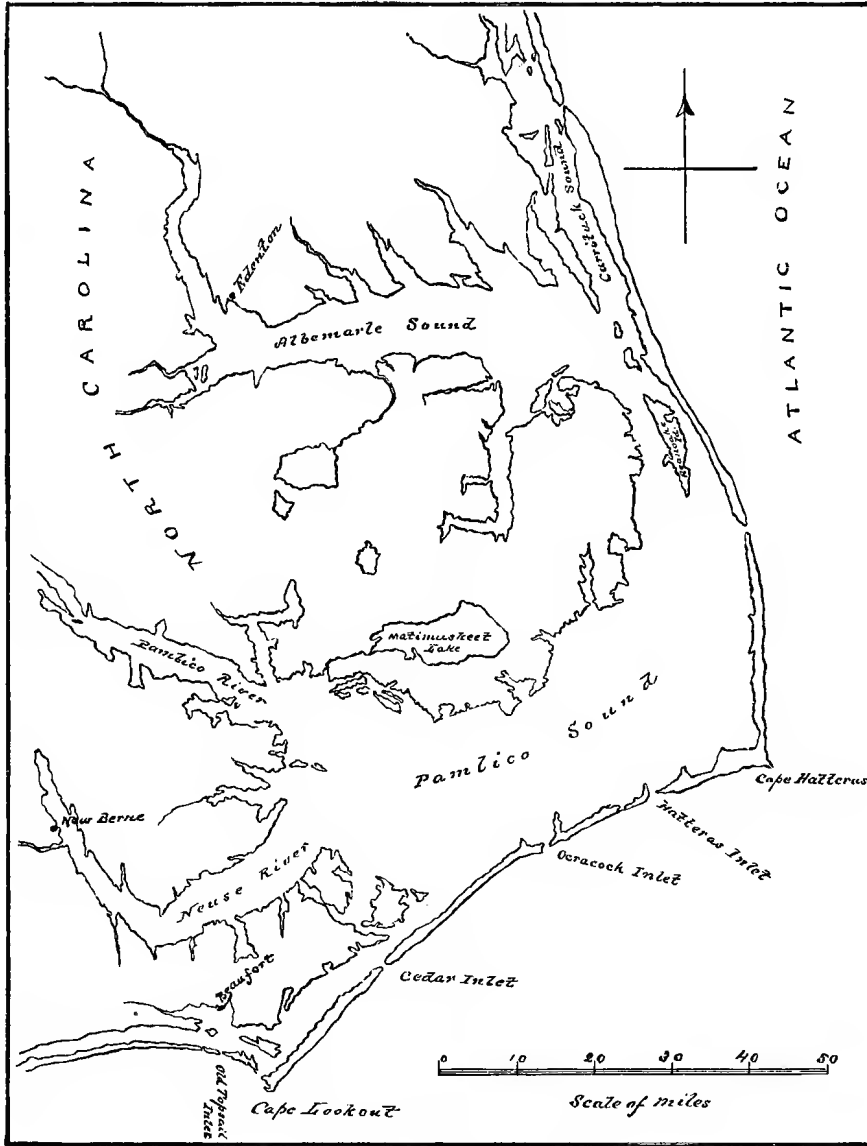 ATLANTIC OCEAN
NORTH CAROLINA
Currituck Sound
Edenton
Albemarle Sound
Roanoke
Matimuskeet
Lake
Pamlico River
Pamlico Sound
Cape Hatteras
Hatteras Inlet
Ocracock Inlet
New Berne
Neuse River
Beaufort
Cedar Inlet
Old Topsail
Inlet
Cape Lookout
0 10 20 30 40 50
Scale of miles